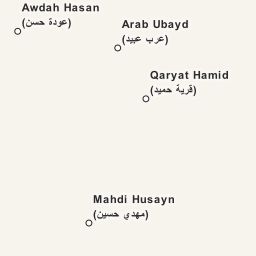 Awdah Hasan
(عودة حسن)
Arab Ubayd
(عرب عبيد)
Qaryat Hamid
(قرية حميد)
Mahdi Husayn
(مهدي حسين)